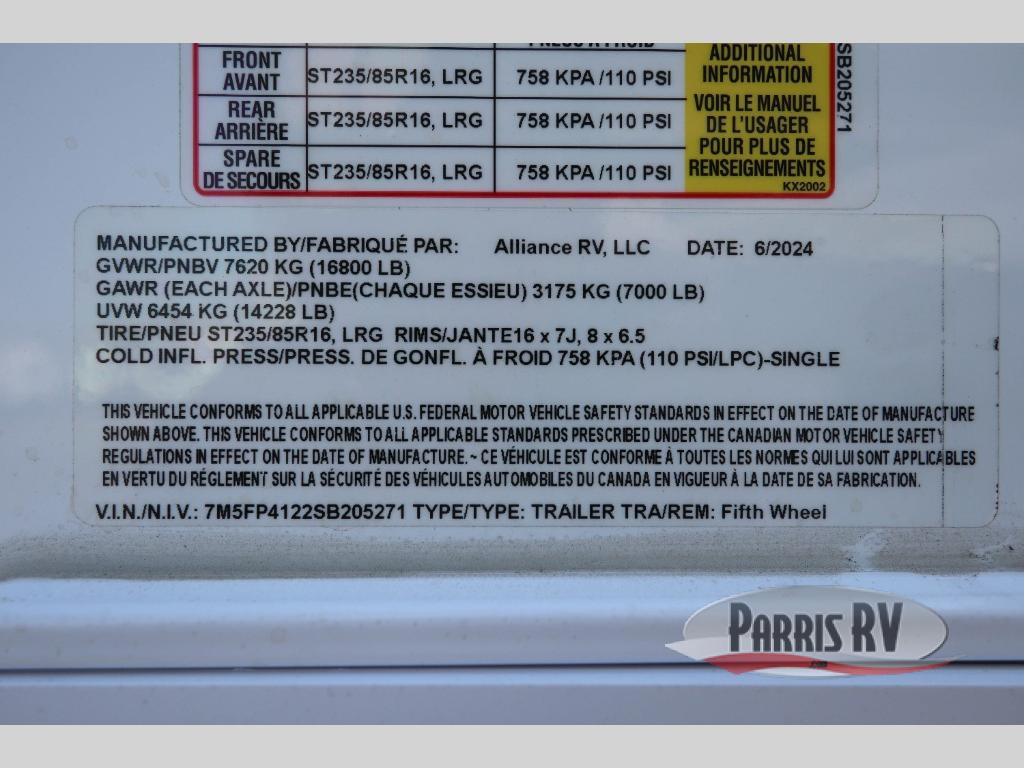 FRONT
AVANT
ST235/85R16, LRG
758 KPA /110 PSI
REAR
ARRIÈRE
ST235/85R16, LRG
758 KPA /110 PSI
SPARE
DE SECOURS
ST235/85R16, LRG
758 KPA /110 PSI
ADDITIONAL
INFORMATION
VOIR LE MANUEL
DE L'USAGER
POUR PLUS DE
RENSEIGNEMENTS
KX2002
SB205271
MANUFACTURED BY/FABRIQUÉ PAR: Alliance RV, LLC DATE: 6/2024
GVWR/PNBV 7620 KG (16800 LB)
GAWR (EACH AXLE)/PNBE(CHAQUE ESSIEU) 3175 KG (7000 LB)
UVW 6454 KG (14228 LB)
TIRE/PNEU ST235/85R16, LRG RIMS/JANTE16 x 7J, 8 x 6.5
COLD INFL. PRESS/PRESS. DE GONFL. À FROID 758 KPA (110 PSI/LPC)-SINGLE
THIS VEHICLE CONFORMS TO ALL APPLICABLE U.S. FEDERAL MOTOR VEHICLE SAFETY STANDARDS IN EFFECT ON THE DATE OF MANUFACTURE
SHOWN ABOVE. THIS VEHICLE CONFORMS TO ALL APPLICABLE STANDARDS PRESCRIBED UNDER THE CANADIAN MOTOR VEHICLE SAFETY
REGULATIONS IN EFFECT ON THE DATE OF MANUFACTURE. ~ CE VÉHICULE EST CONFORME À TOUTES LES NORMES QUI LUI SONT APPLICABLES
EN VERTU DU RÉGLEMENT SUR LA SÉCURITÉ DES VÉHICULES AUTOMOBILES DU CANADA EN VIGUEUR À LA DATE DE SA FABRICATION.
V.I.N./N.I.V.: 7M5FP4122SB205271 TYPE/TYPE: TRAILER TRA/REM: Fifth Wheel
PARRIS RV
.com